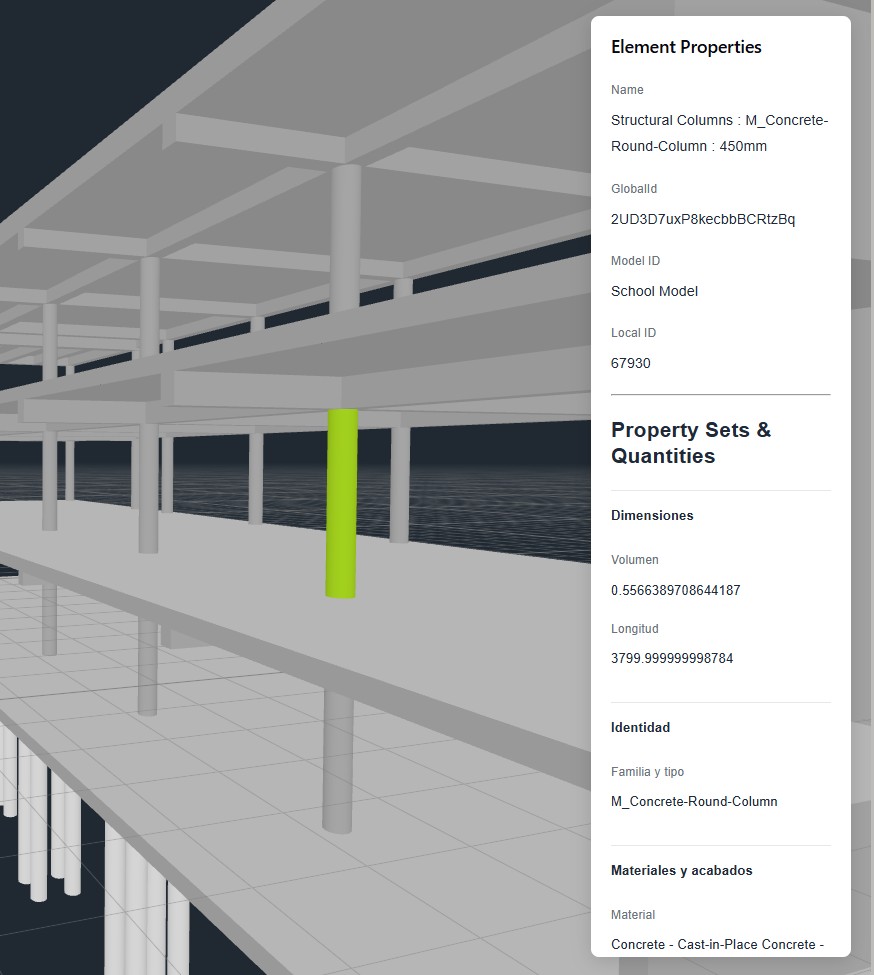 Element Properties
Name
Structural Columns : M_Concrete-
Round-Column : 450mm
GlobalId
2UD3D7uxP8kecbbBCRtzBq
Model ID
School Model
Local ID
67930
Property Sets &
Quantities
Dimensiones
Volumen
0.5566389708644187
Longitud
3799.999999998784
Identidad
Familia y tipo
M_Concrete-Round-Column
Materiales y acabados
Material
Concrete - Cast-in-Place Concrete -